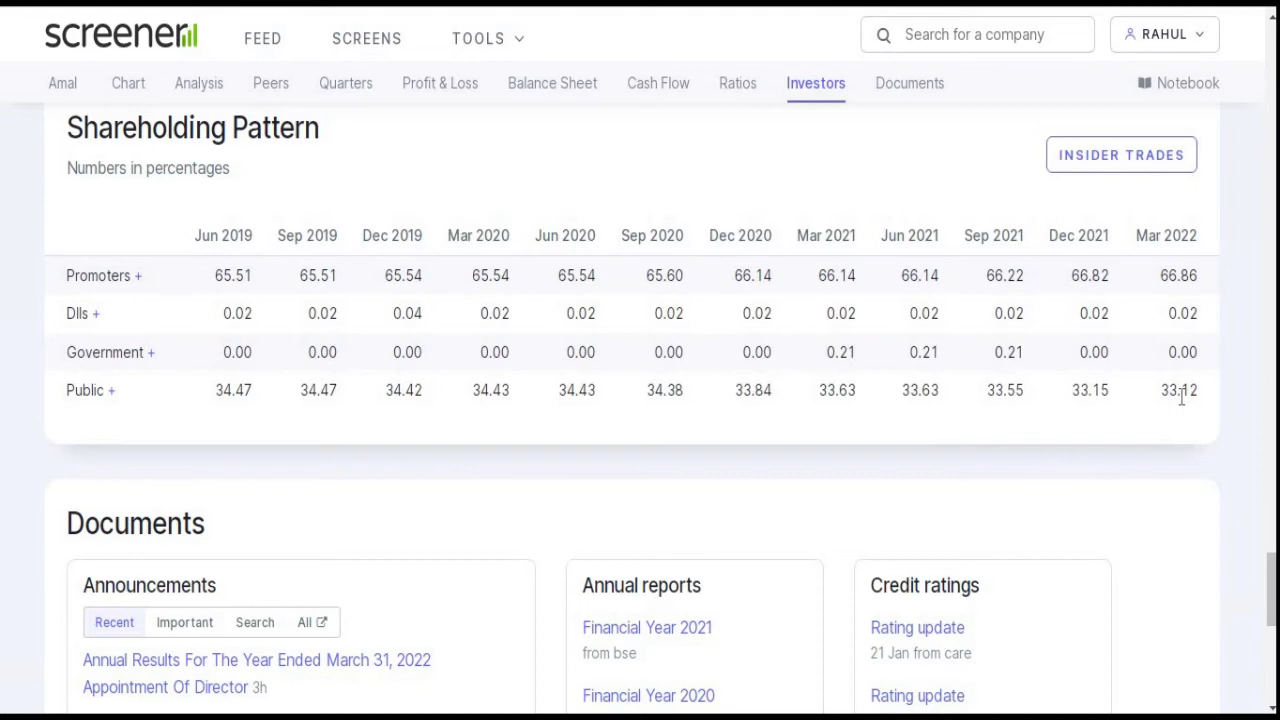 screener FEED SCREENS TOOLS Search for a company RAHUL
Amal Chart Analysis Peers Quarters Profit & Loss Balance Sheet Cash Flow Ratios Investors Documents Notebook
Shareholding Pattern
Numbers in percentages
INSIDER TRADES
Jun 2019 Sep 2019 Dec 2019 Mar 2020 Jun 2020 Sep 2020 Dec 2020 Mar 2021 Jun 2021 Sep 2021 Dec 2021 Mar 2022
Promoters + 65.51 65.51 65.54 65.54 65.54 65.60 66.14 66.14 66.14 66.22 66.82 66.86
DIIs + 0.02 0.02 0.04 0.02 0.02 0.02 0.02 0.02 0.02 0.02 0.02 0.02
Government + 0.00 0.00 0.00 0.00 0.00 0.00 0.00 0.21 0.21 0.21 0.00 0.00
Public + 34.47 34.47 34.42 34.43 34.43 34.38 33.84 33.63 33.63 33.55 33.15 33.12
Documents
Announcements
Recent Important Search All
Annual Results For The Year Ended March 31, 2022
Appointment Of Director 3h
Annual reports
Financial Year 2021
from bse
Financial Year 2020
Credit ratings
Rating update
21 Jan from care
Rating update